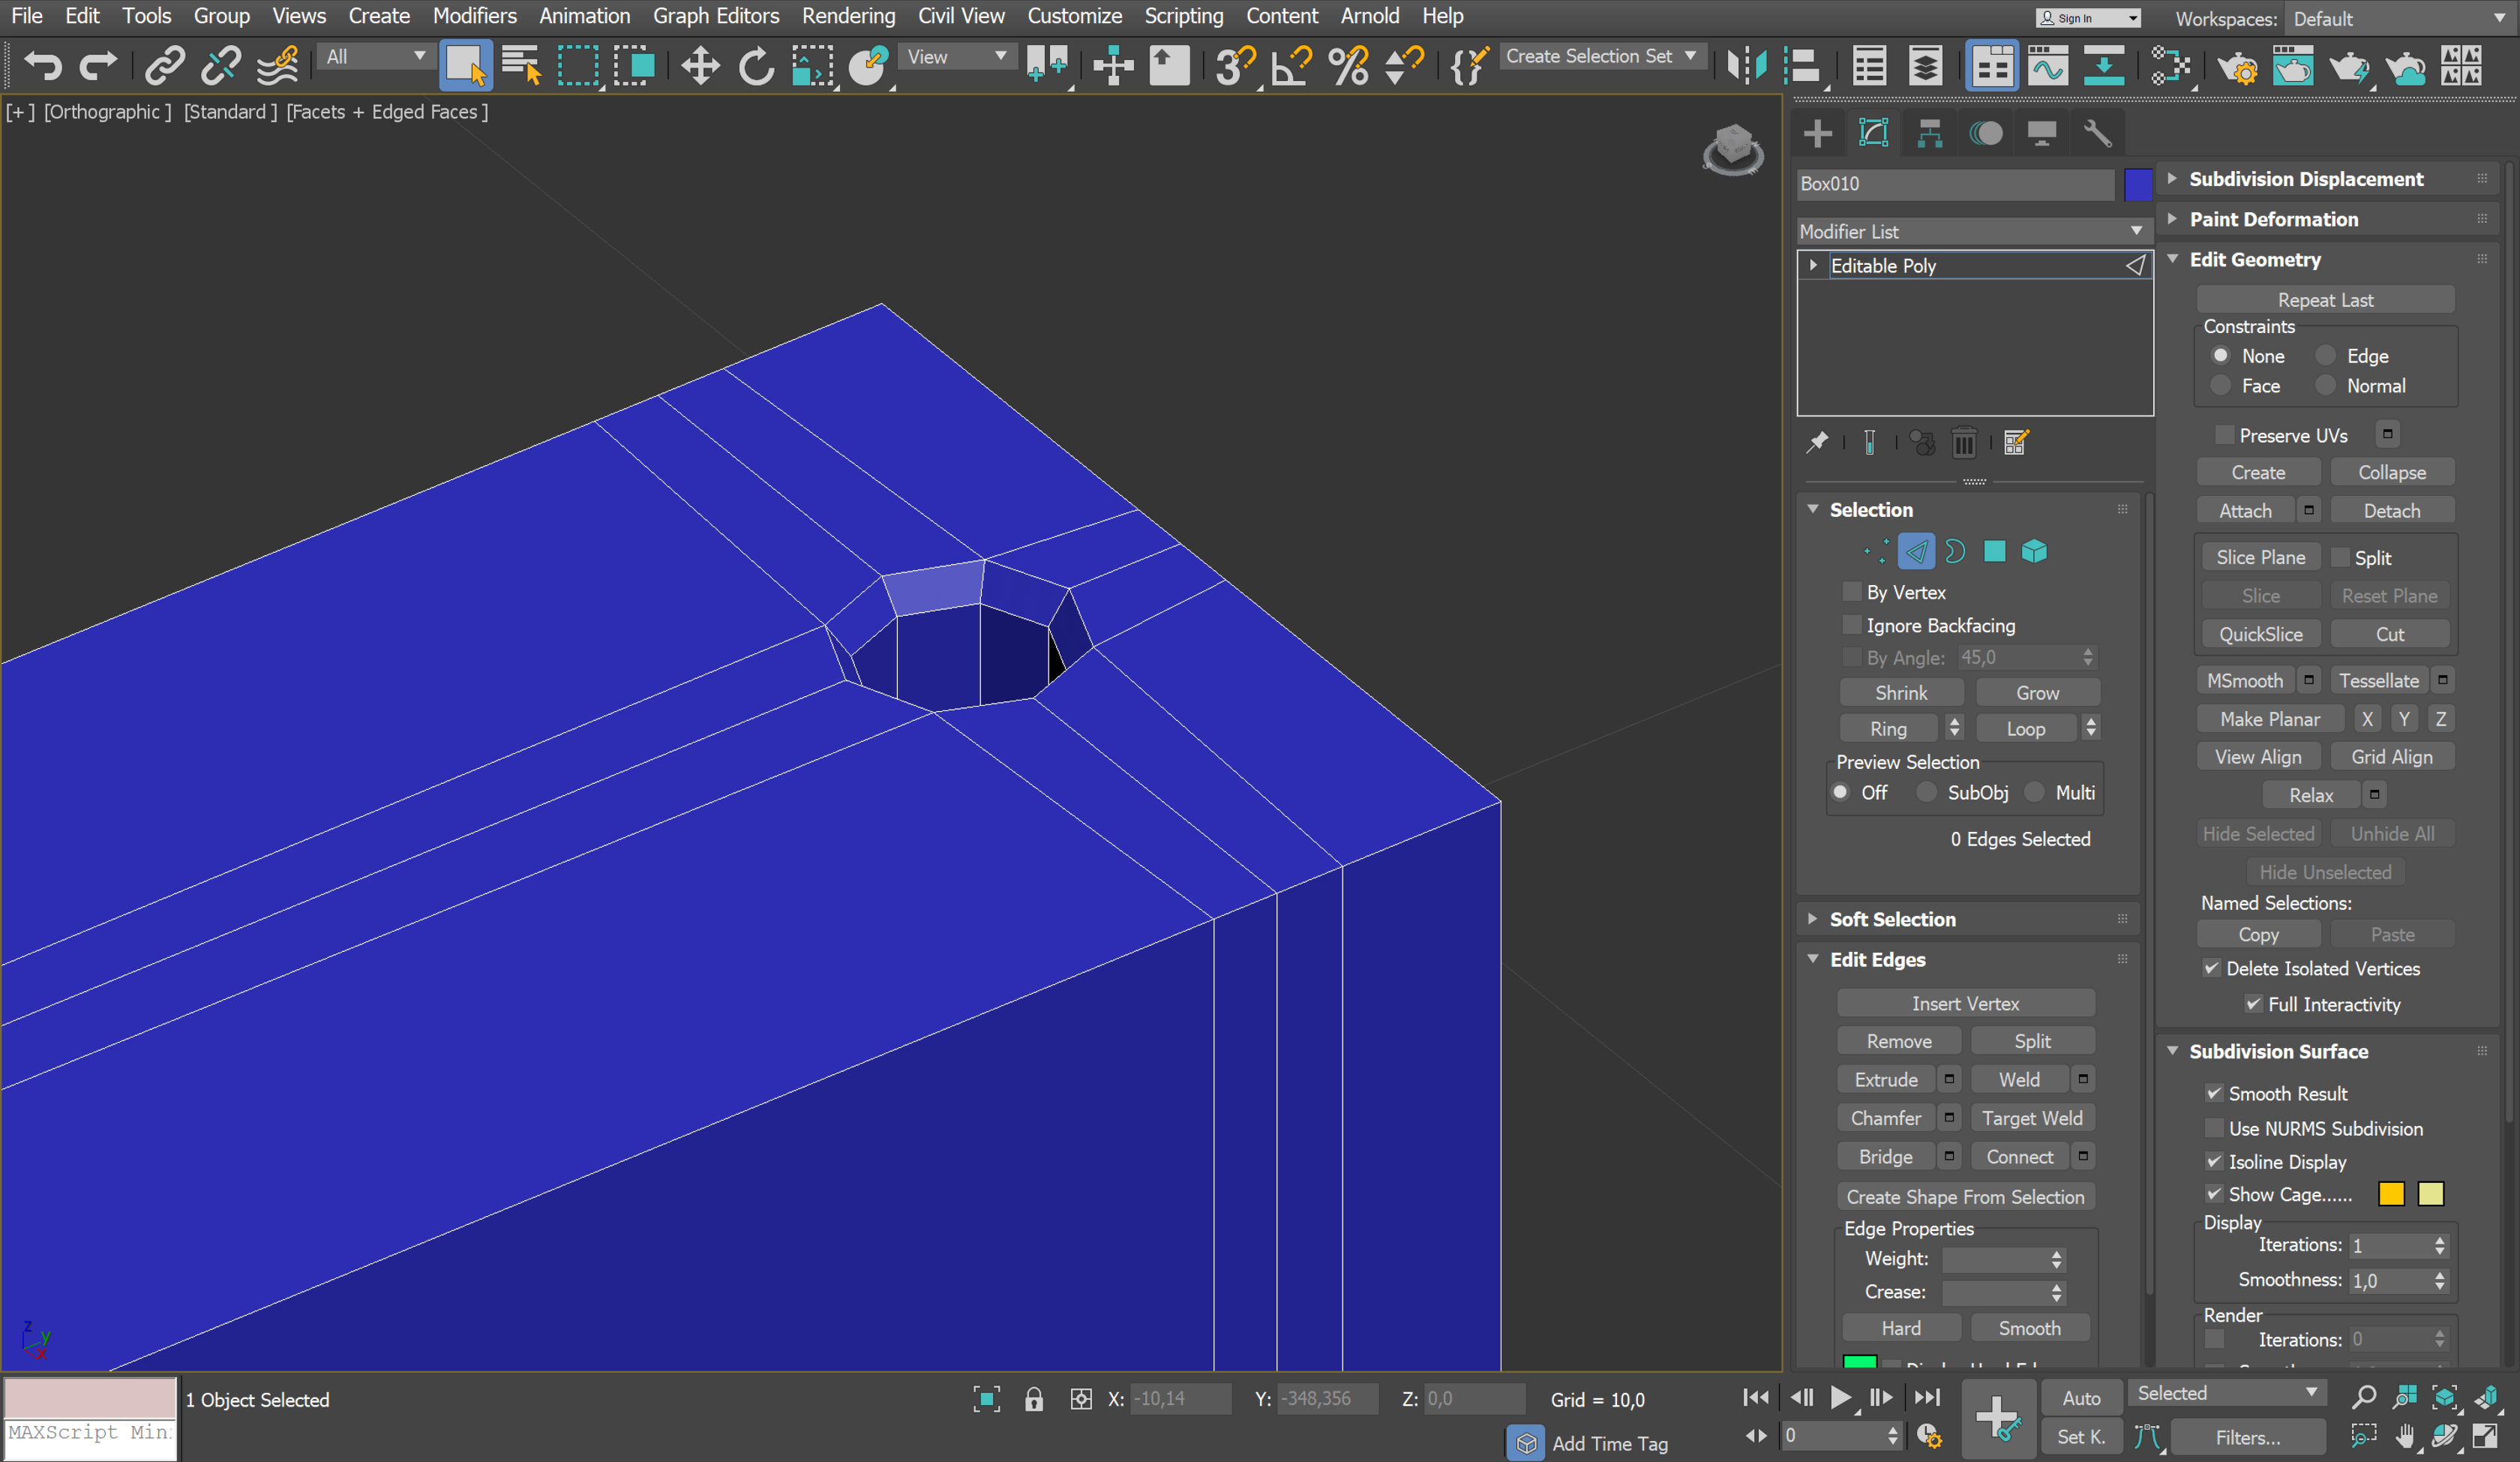 File Edit Tools Group Views Create Modifiers Animation Graph Editors Rendering Civil View Customize Scripting Content Arnold Help
Sign In
Workspaces: Default
All
View
Create Selection Set
[+] [Orthographic] [Standard] [Facets + Edged Faces]
Box010
Modifier List
Editable Poly
Selection
By Vertex
Ignore Backfacing
By Angle: 45,0
Shrink Grow
Ring Loop
Preview Selection
Off SubObj Multi
0 Edges Selected
Soft Selection
Edit Edges
Insert Vertex
Remove Split
Extrude Weld
Chamfer Target Weld
Bridge Connect
Create Shape From Selection
Edge Properties
Weight:
Crease:
Hard Smooth
Subdivision Displacement
Paint Deformation
Edit Geometry
Repeat Last
Constraints
None Edge
Face Normal
Preserve UVs
Create Collapse
Attach Detach
Slice Plane Split
Slice Reset Plane
QuickSlice Cut
MSmooth Tessellate
Make Planar X Y Z
View Align Grid Align
Relax
Hide Selected Unhide All
Hide Unselected
Named Selections:
Copy Paste
Delete Isolated Vertices
Full Interactivity
Subdivision Surface
Smooth Result
Use NURMS Subdivision
Isoline Display
Show Cage......
Display
Iterations: 1
Smoothness: 1,0
Render
Iterations: 0
z
y
x
MAXScript Min
1 Object Selected
X: -10,14 Y: -348,356 Z: 0,0 Grid = 10,0
Add Time Tag
0
Auto Selected
Set K. Filters...